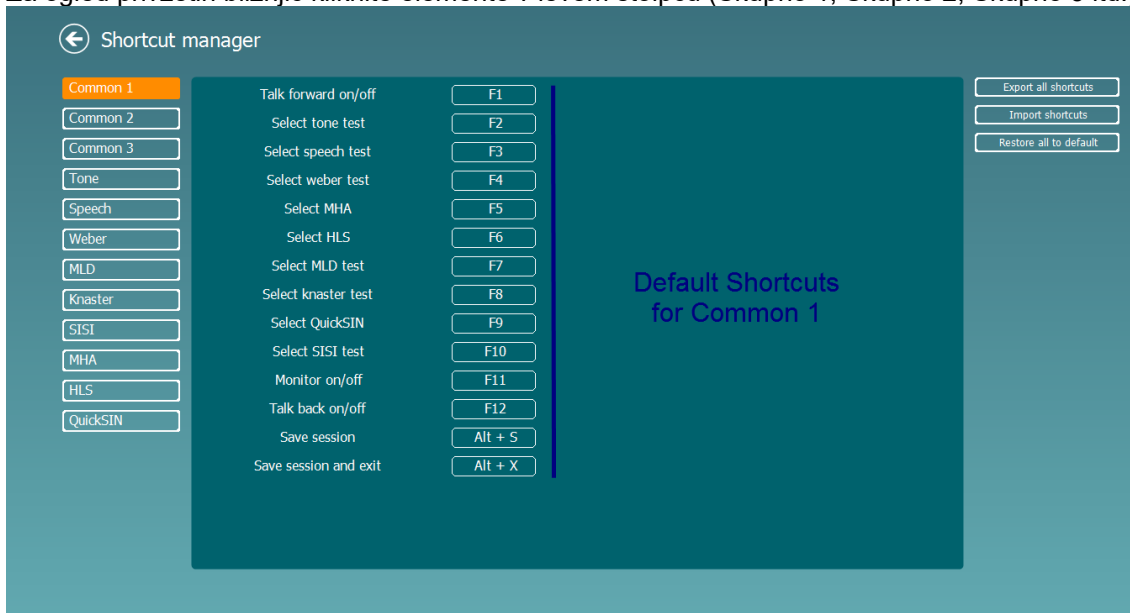 Shortcut manager
Common 1
Common 2
Common 3
Tone
Speech
Weber
MLD
Knaster
SISI
MHA
HLS
QuickSIN
Talk forward on/off F1
Select tone test F2
Select speech test F3
Select weber test F4
Select MHA F5
Select HLS F6
Select MLD test F7
Select knaster test F8
Select QuickSIN F9
Select SISI test F10
Monitor on/off F11
Talk back on/off F12
Save session Alt + S
Save session and exit Alt + X
Default Shortcuts
for Common 1
Export all shortcuts
Import shortcuts
Restore all to default